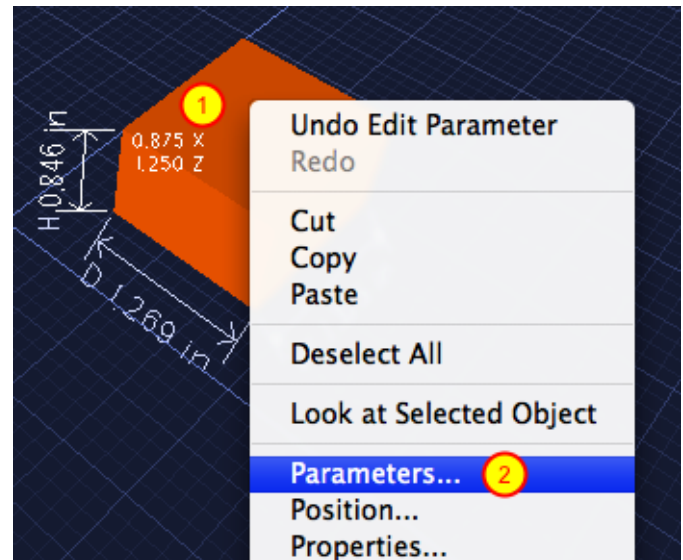 1
0.875 X
1.250 Z
H 0.846 in
D 1.269 in
Undo Edit Parameter
Redo
Cut
Copy
Paste
Deselect All
Look at Selected Object
Parameters... 2
Position...
Properties...